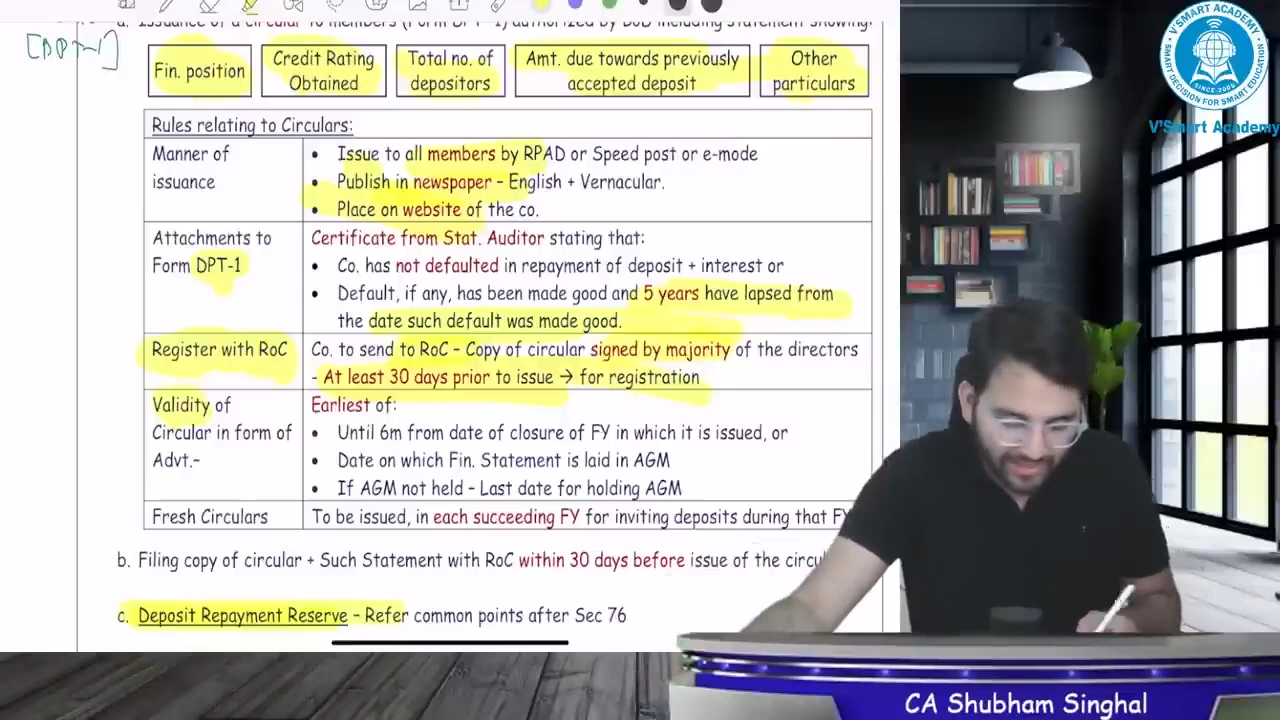 a. Issuance of a circular to members (Form DPT-1) authorized by BoD including statement showing:
[DPT-1]
Fin. position
Credit Rating Obtained
Total no. of depositors
Amt. due towards previously accepted deposit
Other particulars
Rules relating to Circulars:
Manner of issuance
• Issue to all members by RPAD or Speed post or e-mode
• Publish in newspaper – English + Vernacular.
• Place on website of the co.
Attachments to Form DPT-1
Certificate from Stat. Auditor stating that:
• Co. has not defaulted in repayment of deposit + interest or
• Default, if any, has been made good and 5 years have lapsed from
the date such default was made good.
Register with RoC
Co. to send to RoC – Copy of circular signed by majority of the directors
- At least 30 days prior to issue → for registration
Validity of Circular in form of Advt.–
Earliest of:
• Until 6m from date of closure of FY in which it is issued, or
• Date on which Fin. Statement is laid in AGM
• If AGM not held – Last date for holding AGM
Fresh Circulars
To be issued, in each succeeding FY for inviting deposits during that FY
b. Filing copy of circular + Such Statement with RoC within 30 days before issue of the
c. Deposit Repayment Reserve – Refer common points after Sec 76
V'SMART ACADEMY
SMART DECISION FOR SMART EDUCATION
SINCE-2005
V'Smart Academy
CA Shubham Singhal